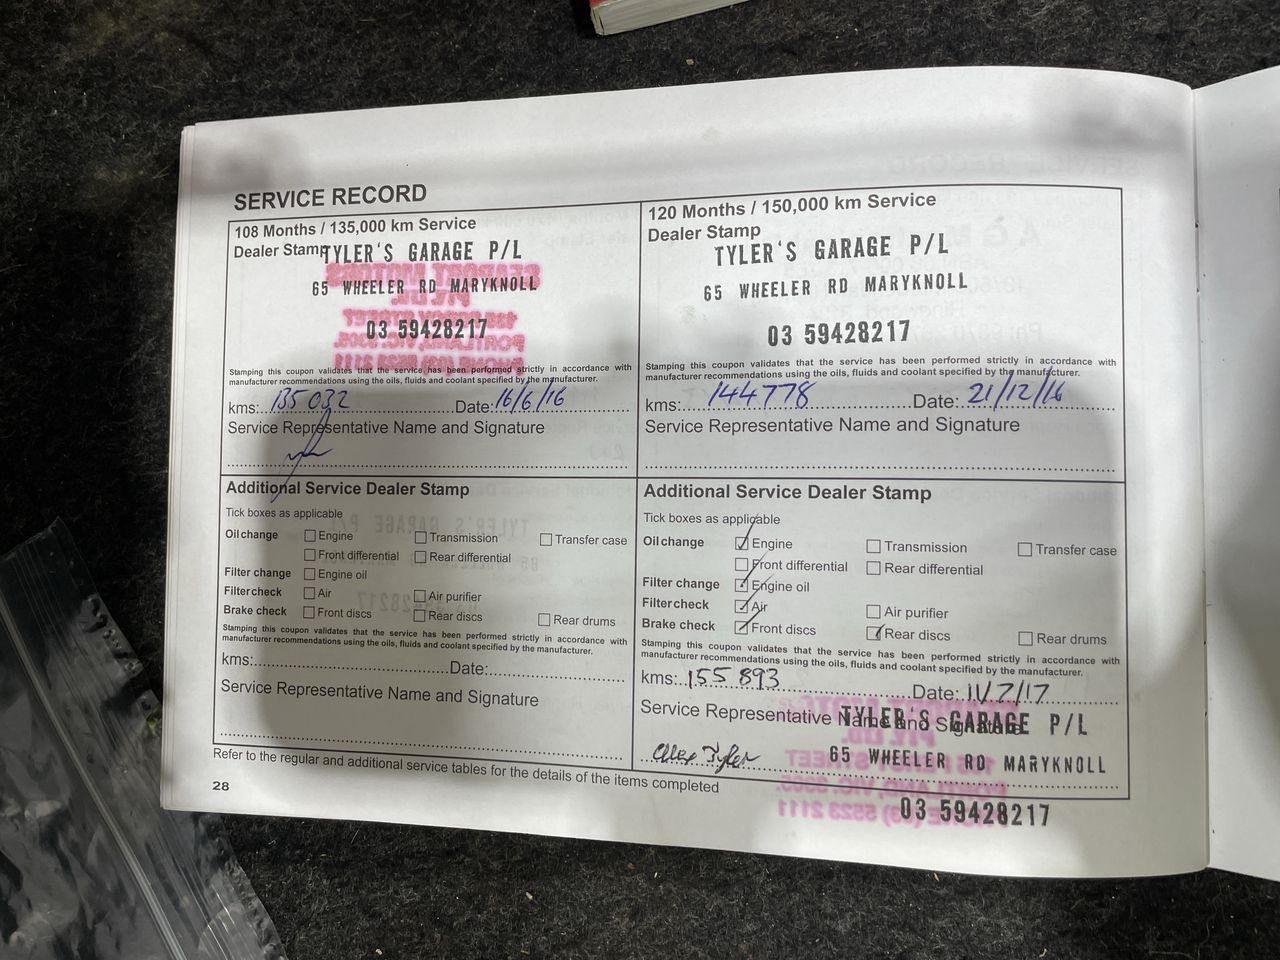 SERVICE RECORD
108 Months / 135,000 km Service
Dealer Stamp
TYLER'S GARAGE P/L
65 WHEELER RD MARYKNOLL
03 59428217
Stamping this coupon validates that the service has been performed strictly in accordance with
manufacturer recommendations using the oils, fluids and coolant specified by the manufacturer.
kms: 135 032 Date: 16/6/16
Service Representative Name and Signature
120 Months / 150,000 km Service
Dealer Stamp
TYLER'S GARAGE P/L
65 WHEELER RD MARYKNOLL
03 59428217
Stamping this coupon validates that the service has been performed strictly in accordance with
manufacturer recommendations using the oils, fluids and coolant specified by the manufacturer.
kms: 144778 Date: 21/12/16
Service Representative Name and Signature
Additional Service Dealer Stamp
Tick boxes as applicable
Oil change Engine Transmission Transfer case
Front differential Rear differential
Filter change Engine oil
Filter check Air Air purifier
Brake check Front discs Rear discs Rear drums
Stamping this coupon validates that the service has been performed strictly in accordance with
manufacturer recommendations using the oils, fluids and coolant specified by the manufacturer.
kms: Date:
Service Representative Name and Signature
Additional Service Dealer Stamp
Tick boxes as applicable
Oil change Engine Transmission Transfer case
Front differential Rear differential
Filter change Engine oil
Filter check Air Air purifier
Brake check Front discs Rear discs Rear drums
Stamping this coupon validates that the service has been performed strictly in accordance with
manufacturer recommendations using the oils, fluids and coolant specified by the manufacturer.
kms: 155 893 Date: 11/7/17
Service Representative Name and Signature
TYLER'S GARAGE P/L
65 WHEELER RD MARYKNOLL
03 59428217
Tyler
Refer to the regular and additional service tables for the details of the items completed
28